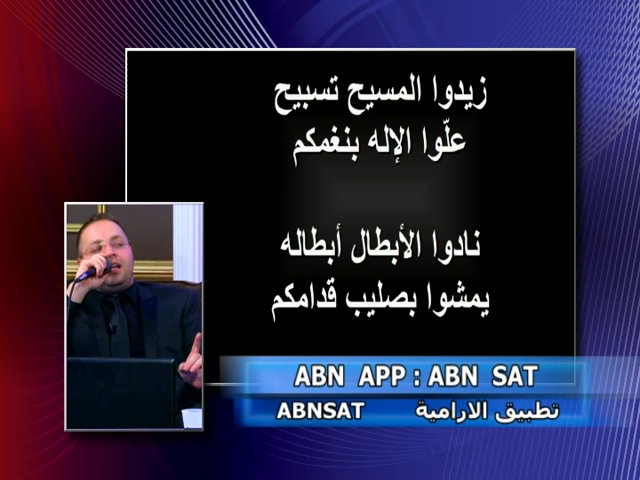 زيدوا المسيح تسبيح
علّوا الإله بنغمكم
نادوا الأبطال أبطاله
يمشوا بصليب قدامكم
ABN APP : ABN SAT
ABNSAT تطبيق الارامية